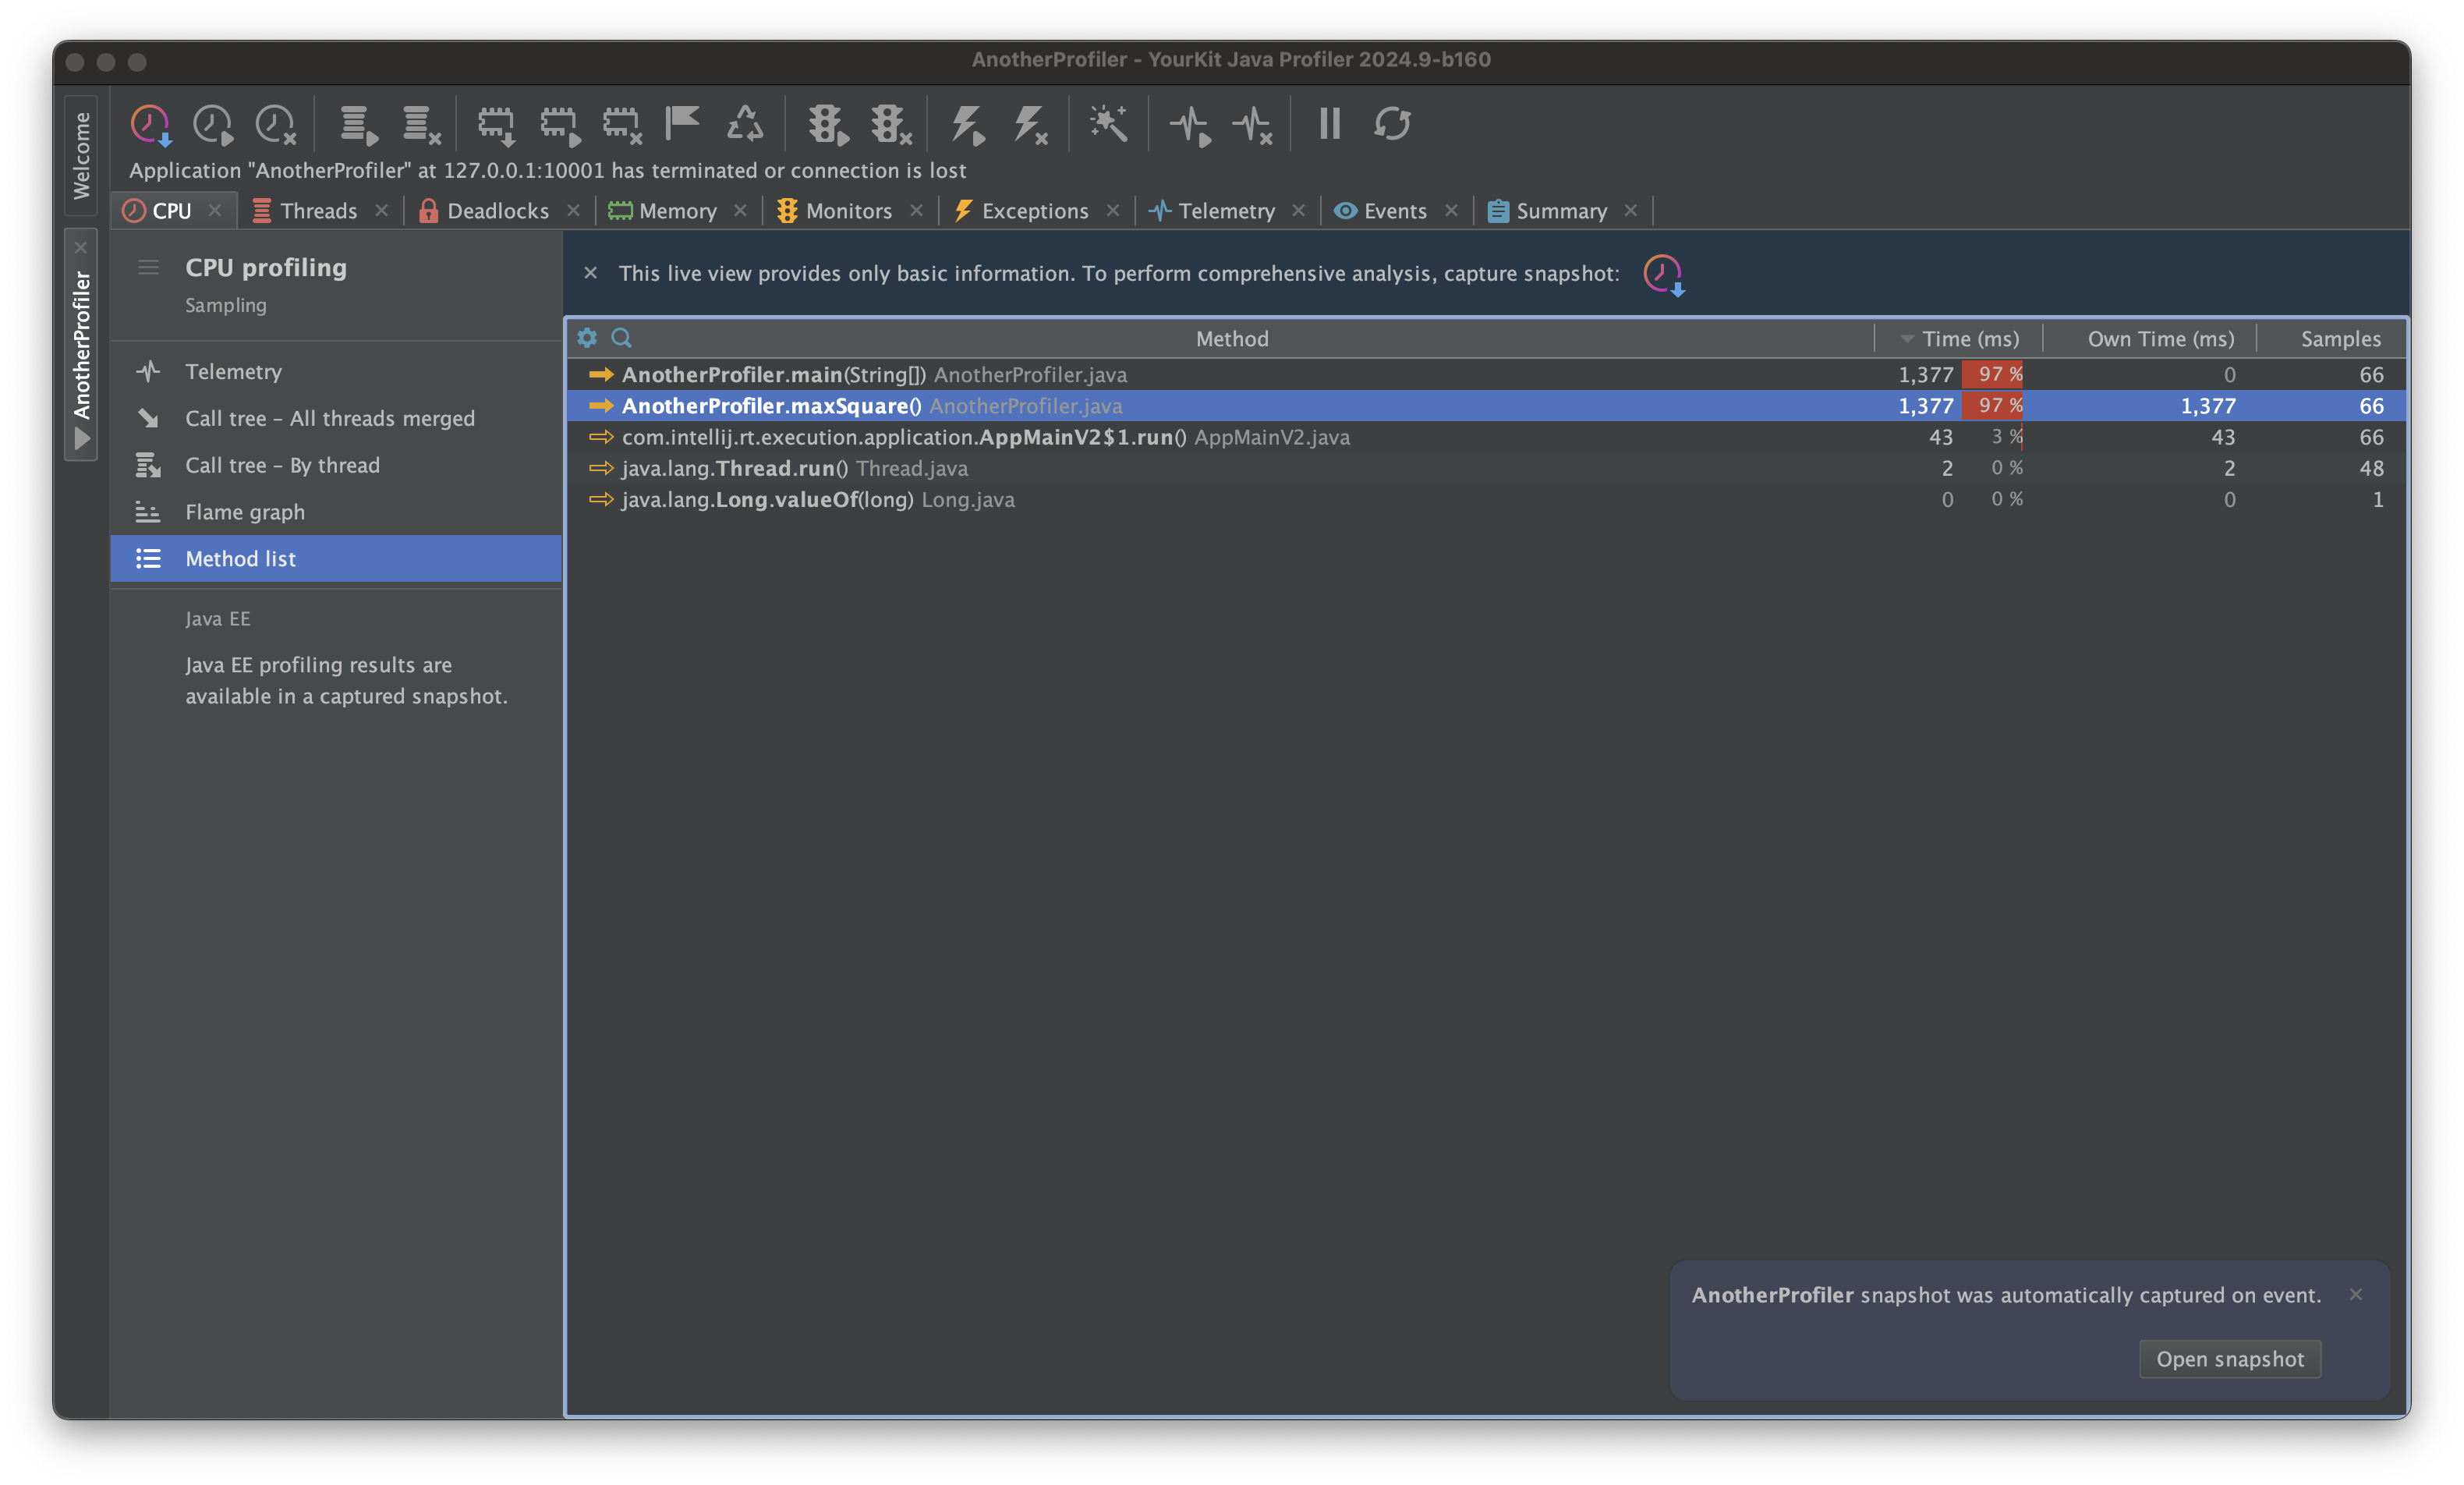 AnotherProfiler - YourKit Java Profiler 2024.9-b160
Welcome
AnotherProfiler
Application "AnotherProfiler" at 127.0.0.1:10001 has terminated or connection is lost
CPU Threads Deadlocks Memory Monitors Exceptions Telemetry Events Summary
CPU profiling
Sampling
Telemetry
Call tree – All threads merged
Call tree – By thread
Flame graph
Method list
Java EE
Java EE profiling results are
available in a captured snapshot.
This live view provides only basic information. To perform comprehensive analysis, capture snapshot:
Method Time (ms) Own Time (ms) Samples
AnotherProfiler.main(String[]) AnotherProfiler.java 1,377 97 % 0 66
AnotherProfiler.maxSquare() AnotherProfiler.java 1,377 97 % 1,377 66
com.intellij.rt.execution.application.AppMainV2$1.run() AppMainV2.java 43 3 % 43 66
java.lang.Thread.run() Thread.java 2 0 % 2 48
java.lang.Long.valueOf(long) Long.java 0 0 % 0 1
AnotherProfiler snapshot was automatically captured on event.
Open snapshot